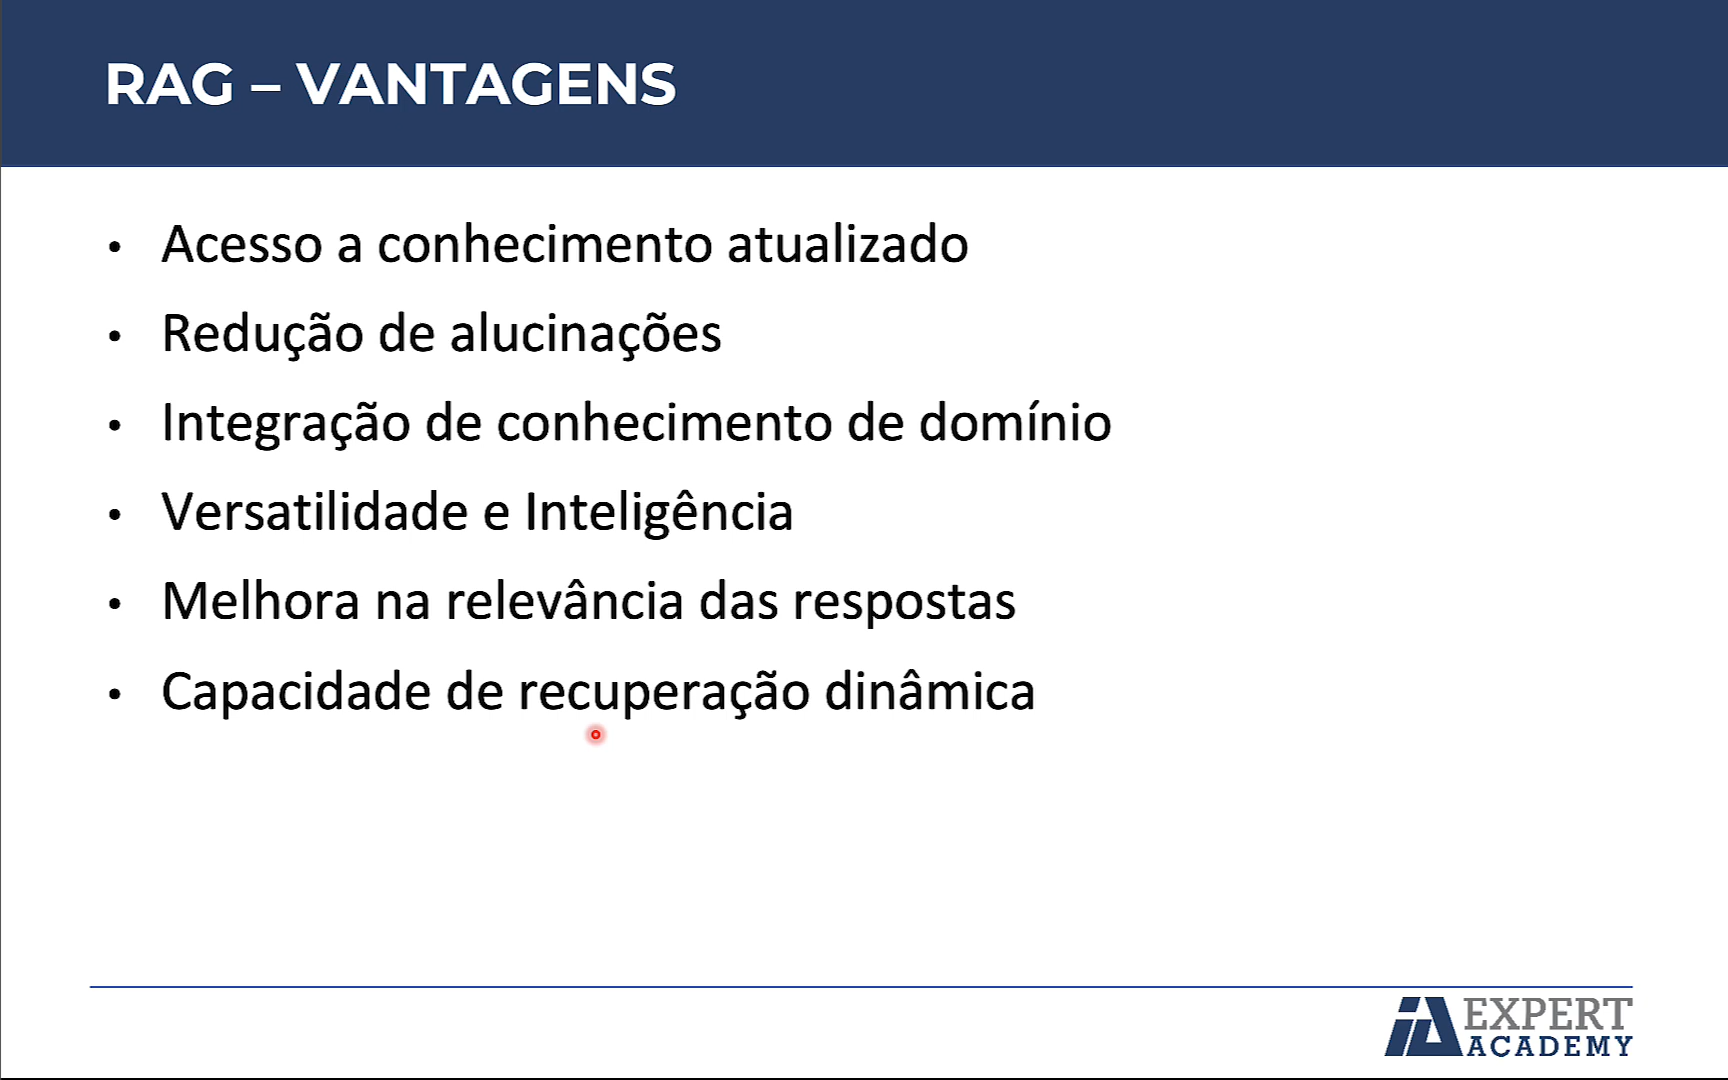 RAG – VANTAGENS
• Acesso a conhecimento atualizado
• Redução de alucinações
• Integração de conhecimento de domínio
• Versatilidade e Inteligência
• Melhora na relevância das respostas
• Capacidade de recuperação dinâmica
IA EXPERT
ACADEMY